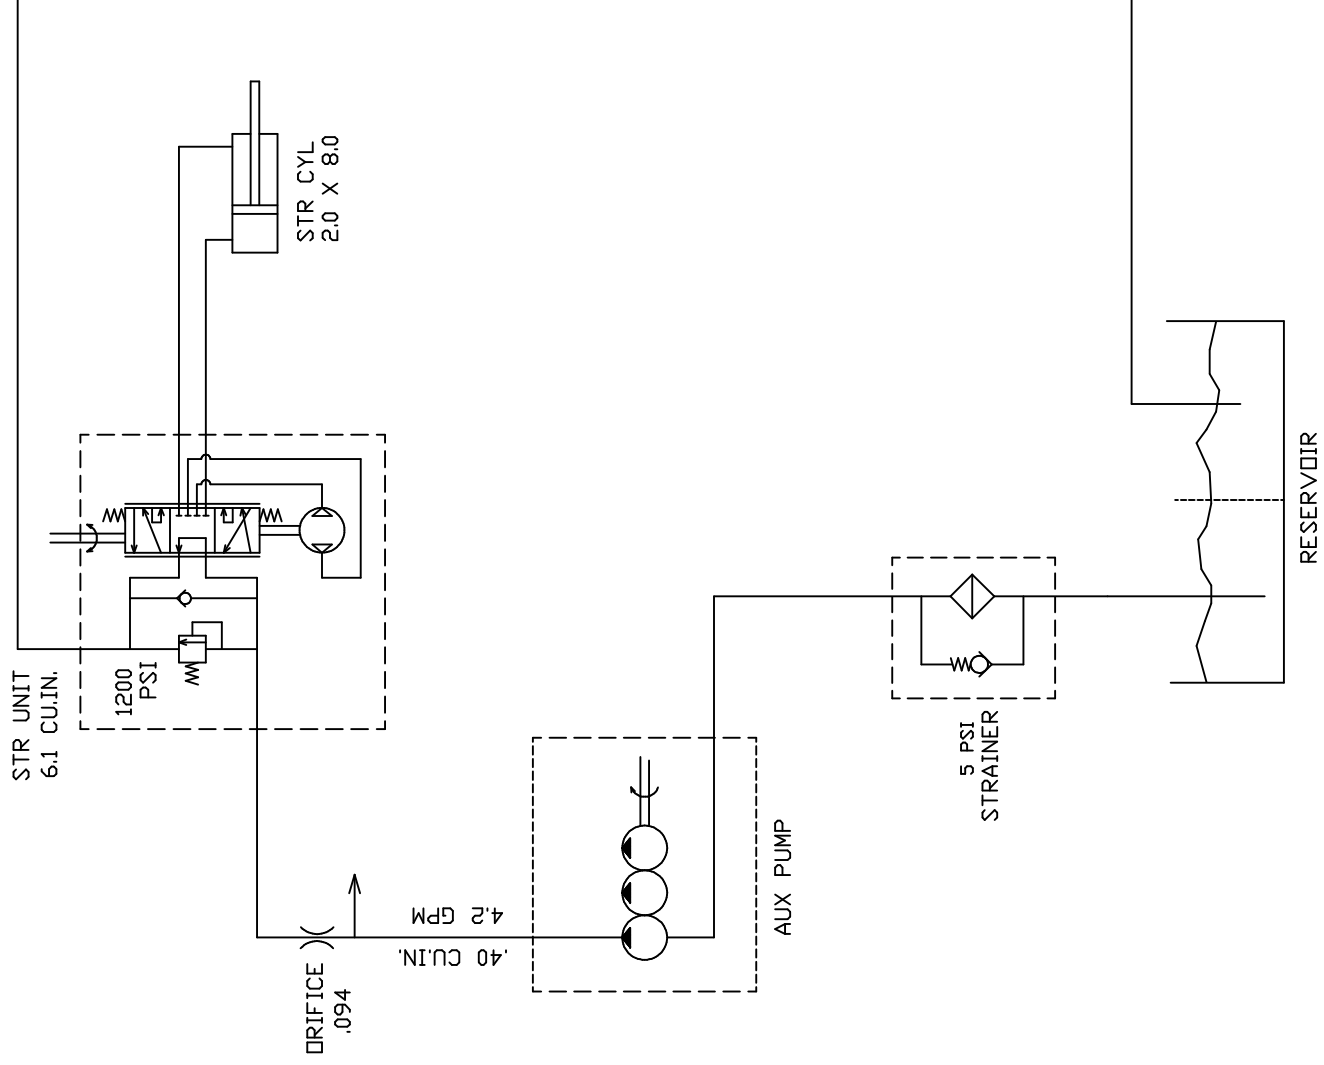 STR UNIT
6.1 CU.IN.
1200
PSI
STR CYL
2.0 X 8.0
ORIFICE
.094
4.2 GPM
.40 CU.IN.
AUX PUMP
5 PSI
STRAINER
RESERVOIR